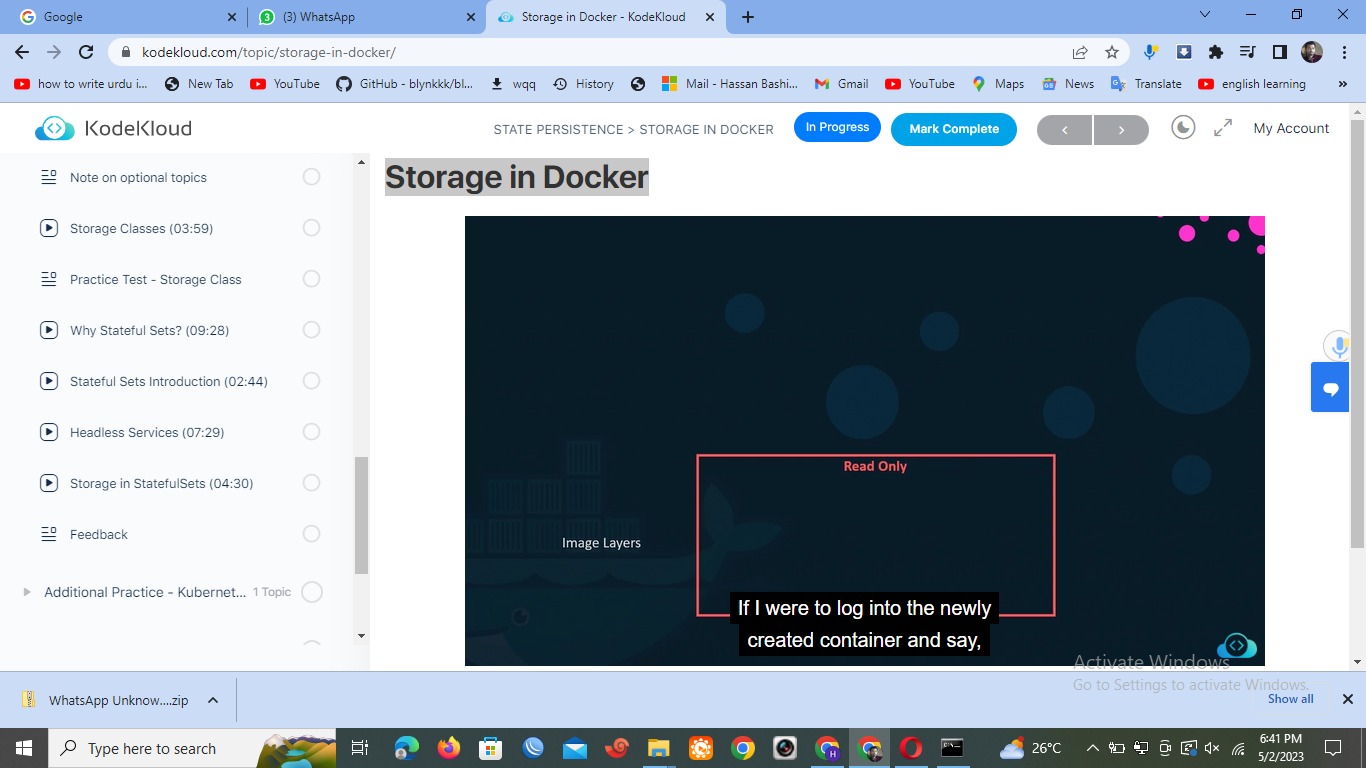 Google
(3) WhatsApp
Storage in Docker - KodeKloud
kodekloud.com/topic/storage-in-docker/
how to write urdu i...
New Tab
YouTube
GitHub - blynkkk/bl...
wqq
History
Mail - Hassan Bashi...
Gmail
YouTube
Maps
News
Translate
english learning
»
KodeKloud
STATE PERSISTENCE > STORAGE IN DOCKER
In Progress
Mark Complete
My Account
Note on optional topics
Storage Classes (03:59)
Practice Test - Storage Class
Why Stateful Sets? (09:28)
Stateful Sets Introduction (02:44)
Headless Services (07:29)
Storage in StatefulSets (04:30)
Feedback
Additional Practice - Kubernet... 1 Topic
Storage in Docker
Read Only
Image Layers
If I were to log into the newly
created container and say,
Activate Windows
Go to Settings to activate Windows.
WhatsApp Unknow....zip
Show all
Type here to search
26°C
6:41 PM
5/2/2023